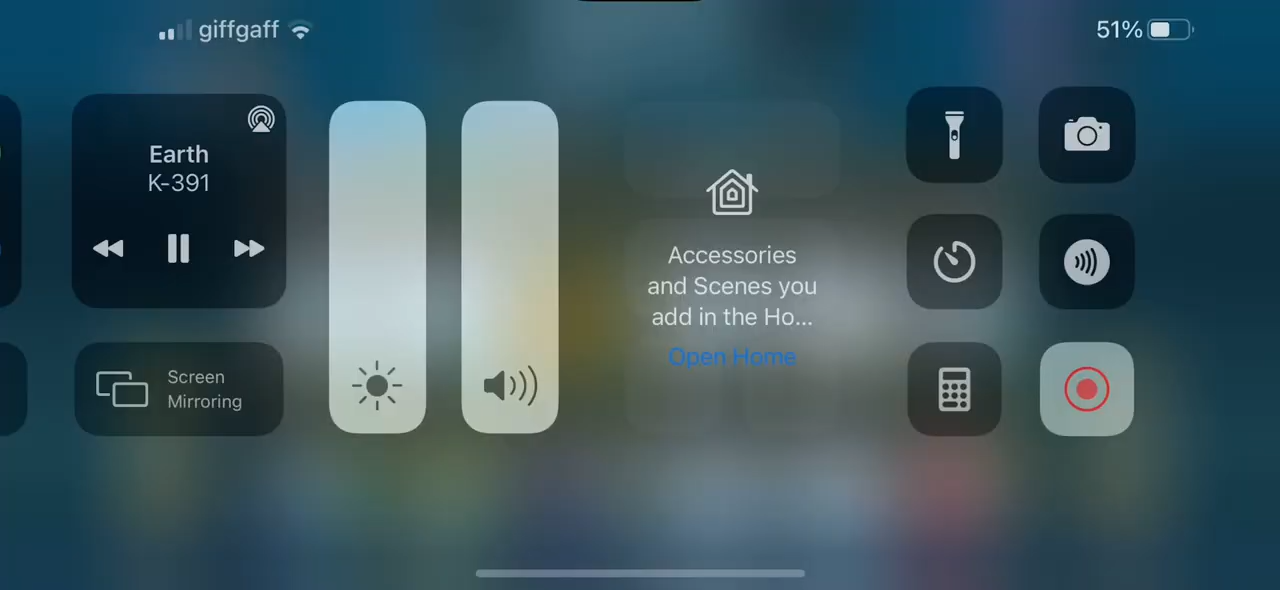 giffgaff
51%
Earth
K-391
Screen
Mirroring
Accessories
and Scenes you
add in the Ho...
Open Home